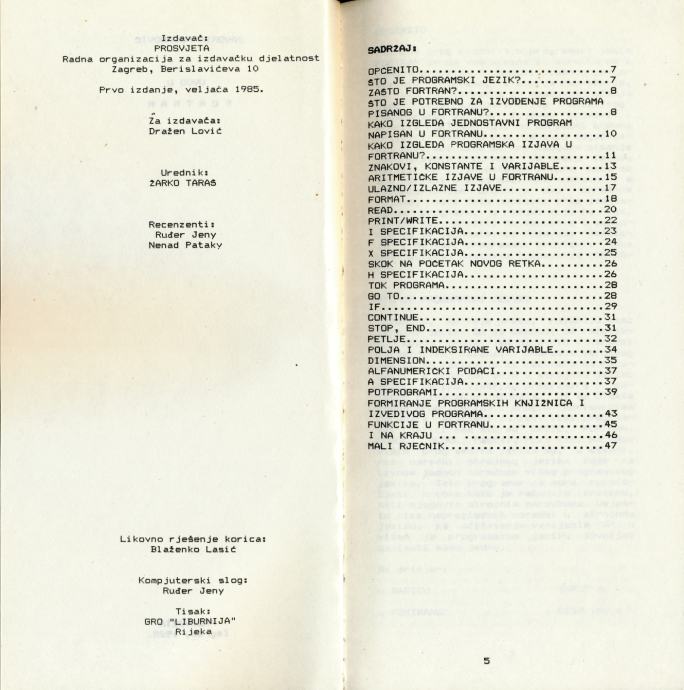 Izdavač:
PROSVJETA
Radna organizacija za izdavačku djelatnost
Zagreb, Berislavićeva 10
Prvo izdanje, veljača 1985.
Za izdavača:
Dražen Lović
Urednik:
ŽARKO TARAŠ
Recenzenti:
Ruđer Jeny
Nenad Pataky
Likovno rješenje korica:
Blaženko Lasić
Kompjuterski slog:
Ruđer Jeny
Tisak:
GRO "LIBURNIJA"
Rijeka
SADRŽAJ:
OPĆENITO........................7
ŠTO JE PROGRAMSKI JEZIK?...........7
ZAŠTO FORTRAN?..................8
ŠTO JE POTREBNO ZA IZVOĐENJE PROGRAMA
PISANOG U FORTRANU?...............8
KAKO IZGLEDA JEDNOSTAVNI PROGRAM
NAPISAN U FORTRANU...............10
KAKO IZGLEDA PROGRAMSKA IZJAVA U
FORTRANU?.......................11
ZNAKOVI, KONSTANTE I VARIJABLE......13
ARITMETIČKE IZJAVE U FORTRANU.......15
ULAZNO/IZLAZNE IZJAVE.............17
FORMAT..........................18
READ............................20
PRINT/WRITE.....................22
I SPECIFIKACIJA..................23
F SPECIFIKACIJA..................24
X SPECIFIKACIJA..................25
SKOK NA POČETAK NOVOG RETKA.........26
H SPECIFIKACIJA..................26
TOK PROGRAMA....................28
GO TO...........................28
IF..............................29
CONTINUE........................31
STOP, END.......................31
PETLJE..........................32
POLJA I INDEKSIRANE VARIJABLE.......34
DIMENSION.......................35
ALFANUMERIČKI PODACI..............37
A SPECIFIKACIJA..................37
POTPROGRAMI.....................39
FORMIRANJE PROGRAMSKIH KNJIŽNICA I
IZVEDIVOG PROGRAMA................43
FUNKCIJE U FORTRANU...............45
I NA KRAJU ... ..................46
MALI RJEČNIK.....................47
5